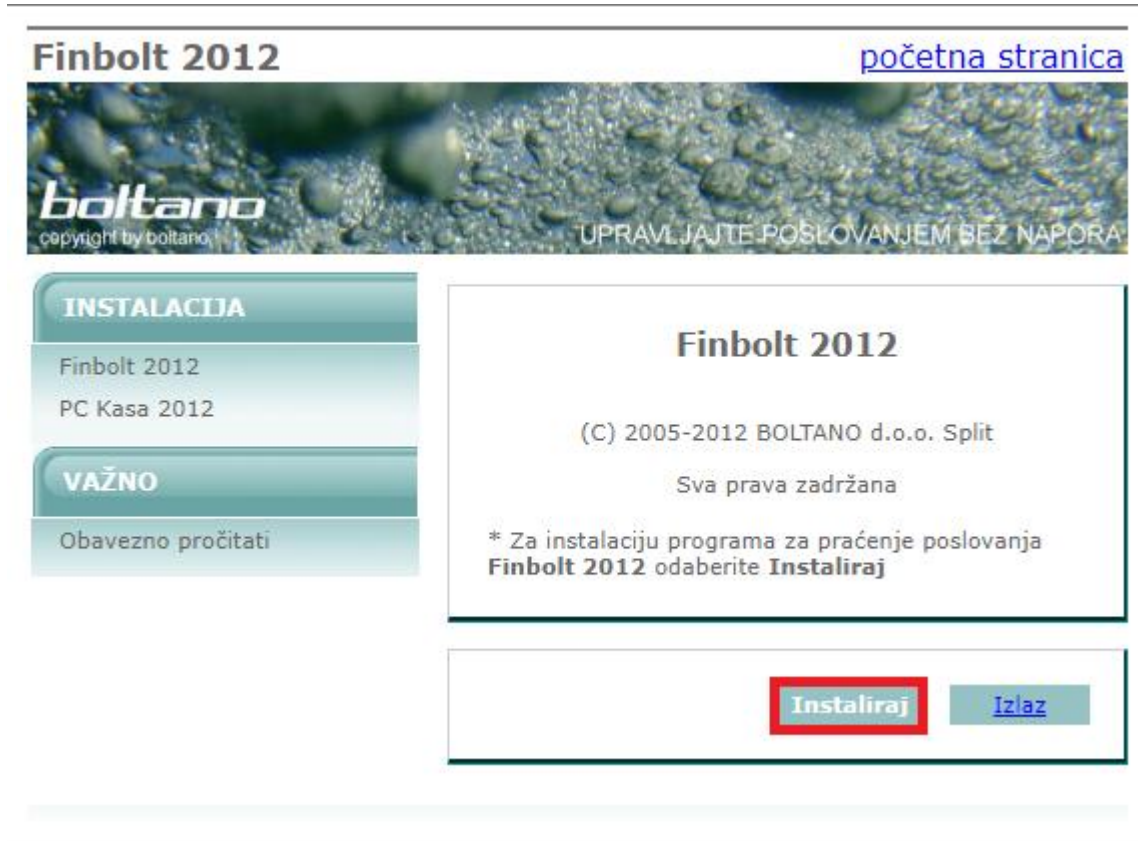 Finbolt 2012
početna stranica
boltano
copyright by boltano
UPRAVLJAJTE POSLOVANJEM BEZ NAPORA
INSTALACIJA
Finbolt 2012
PC Kasa 2012
VAŽNO
Obavezno pročitati
Finbolt 2012
(C) 2005-2012 BOLTANO d.o.o. Split
Sva prava zadržana
* Za instalaciju programa za praćenje poslovanja
Finbolt 2012 odaberite Instaliraj
Instaliraj
Izlaz